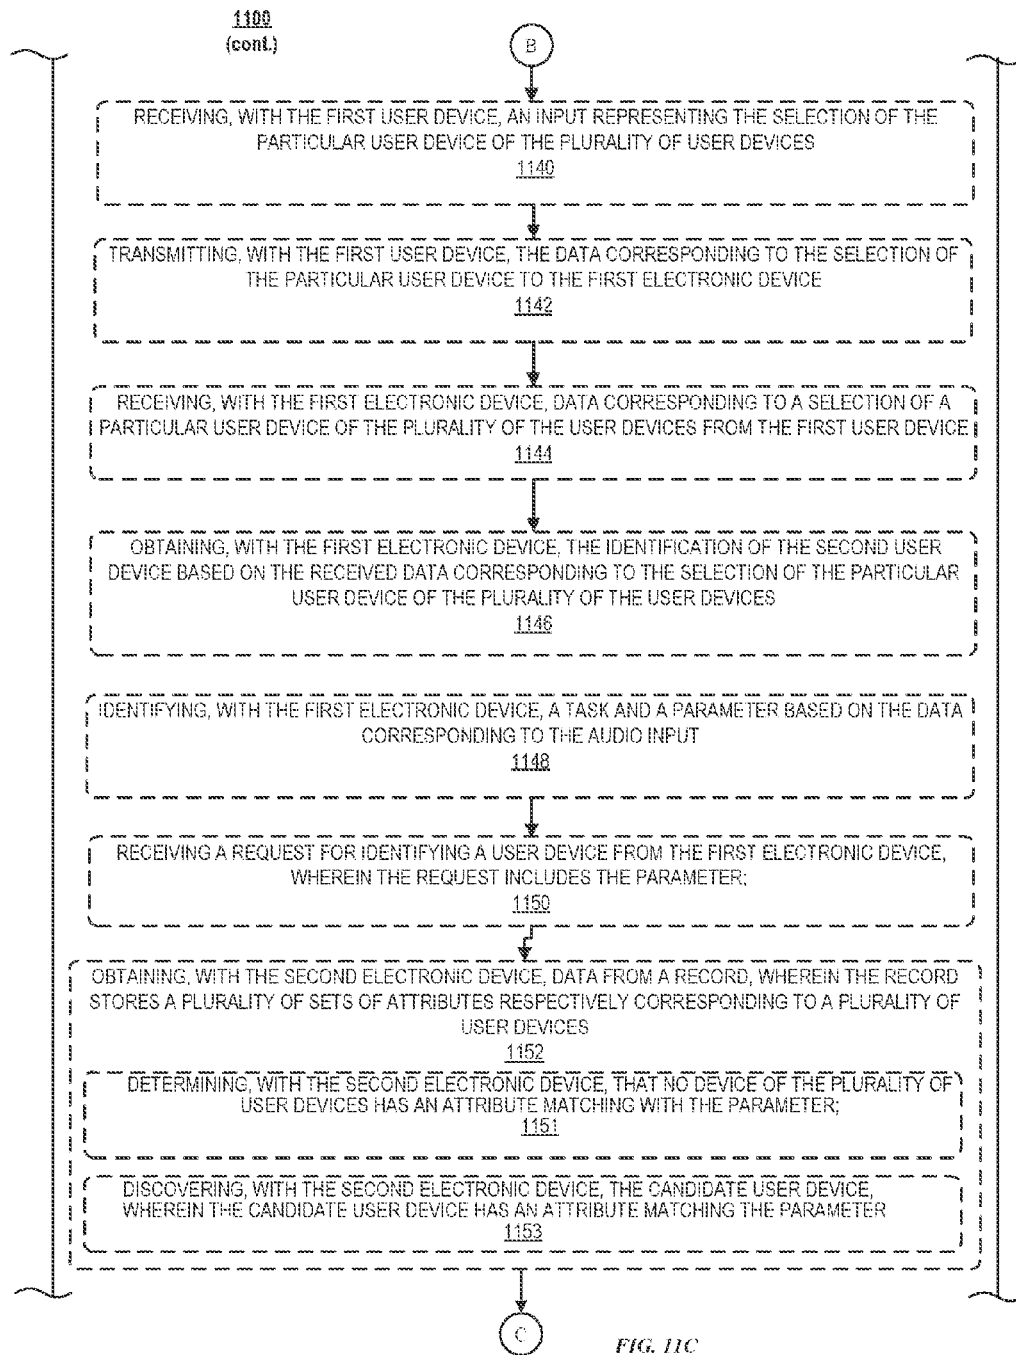 1100
(cont.)
B
RECEIVING, WITH THE FIRST USER DEVICE, AN INPUT REPRESENTING THE SELECTION OF THE
PARTICULAR USER DEVICE OF THE PLURALITY OF USER DEVICES
1140
TRANSMITTING, WITH THE FIRST USER DEVICE, THE DATA CORRESPONDING TO THE SELECTION OF
THE PARTICULAR USER DEVICE TO THE FIRST ELECTRONIC DEVICE
1142
RECEIVING, WITH THE FIRST ELECTRONIC DEVICE, DATA CORRESPONDING TO A SELECTION OF A
PARTICULAR USER DEVICE OF THE PLURALITY OF THE USER DEVICES FROM THE FIRST USER DEVICE
1144
OBTAINING, WITH THE FIRST ELECTRONIC DEVICE, THE IDENTIFICATION OF THE SECOND USER
DEVICE BASED ON THE RECEIVED DATA CORRESPONDING TO THE SELECTION OF THE PARTICULAR
USER DEVICE OF THE PLURALITY OF THE USER DEVICES
1146
IDENTIFYING, WITH THE FIRST ELECTRONIC DEVICE, A TASK AND A PARAMETER BASED ON THE DATA
CORRESPONDING TO THE AUDIO INPUT
1148
RECEIVING A REQUEST FOR IDENTIFYING A USER DEVICE FROM THE FIRST ELECTRONIC DEVICE,
WHEREIN THE REQUEST INCLUDES THE PARAMETER;
1150
OBTAINING, WITH THE SECOND ELECTRONIC DEVICE, DATA FROM A RECORD, WHEREIN THE RECORD
STORES A PLURALITY OF SETS OF ATTRIBUTES RESPECTIVELY CORRESPONDING TO A PLURALITY OF
USER DEVICES
1152
DETERMINING, WITH THE SECOND ELECTRONIC DEVICE, THAT NO DEVICE OF THE PLURALITY OF
USER DEVICES HAS AN ATTRIBUTE MATCHING WITH THE PARAMETER;
1151
DISCOVERING, WITH THE SECOND ELECTRONIC DEVICE, THE CANDIDATE USER DEVICE,
WHEREIN THE CANDIDATE USER DEVICE HAS AN ATTRIBUTE MATCHING THE PARAMETER
1153
C
FIG. 11C